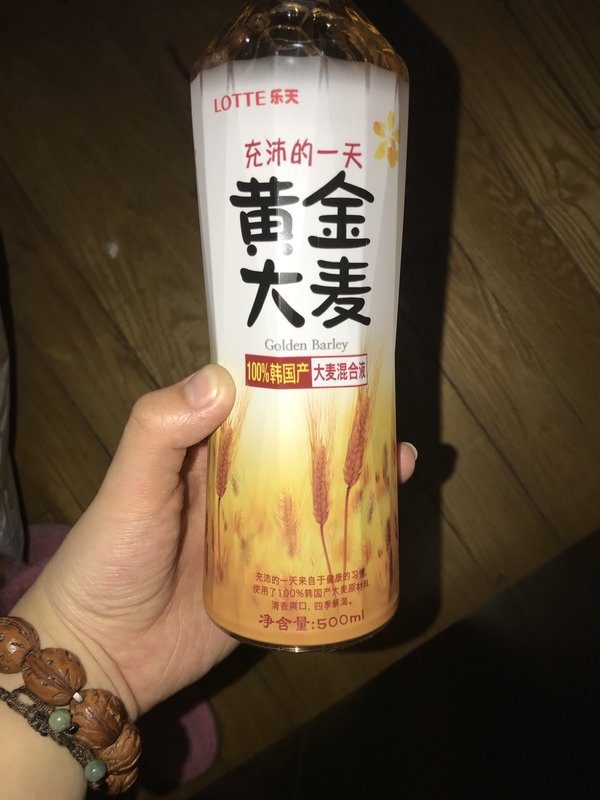 LOTTE 乐天
充沛的一天
黄金
大麦
Golden Barley
100%韩国产 大麦混合液
充沛的一天来自于健康的习惯,
使用了100%韩国产大麦原材料,
清香爽口, 四季解渴。
净含量:500ml